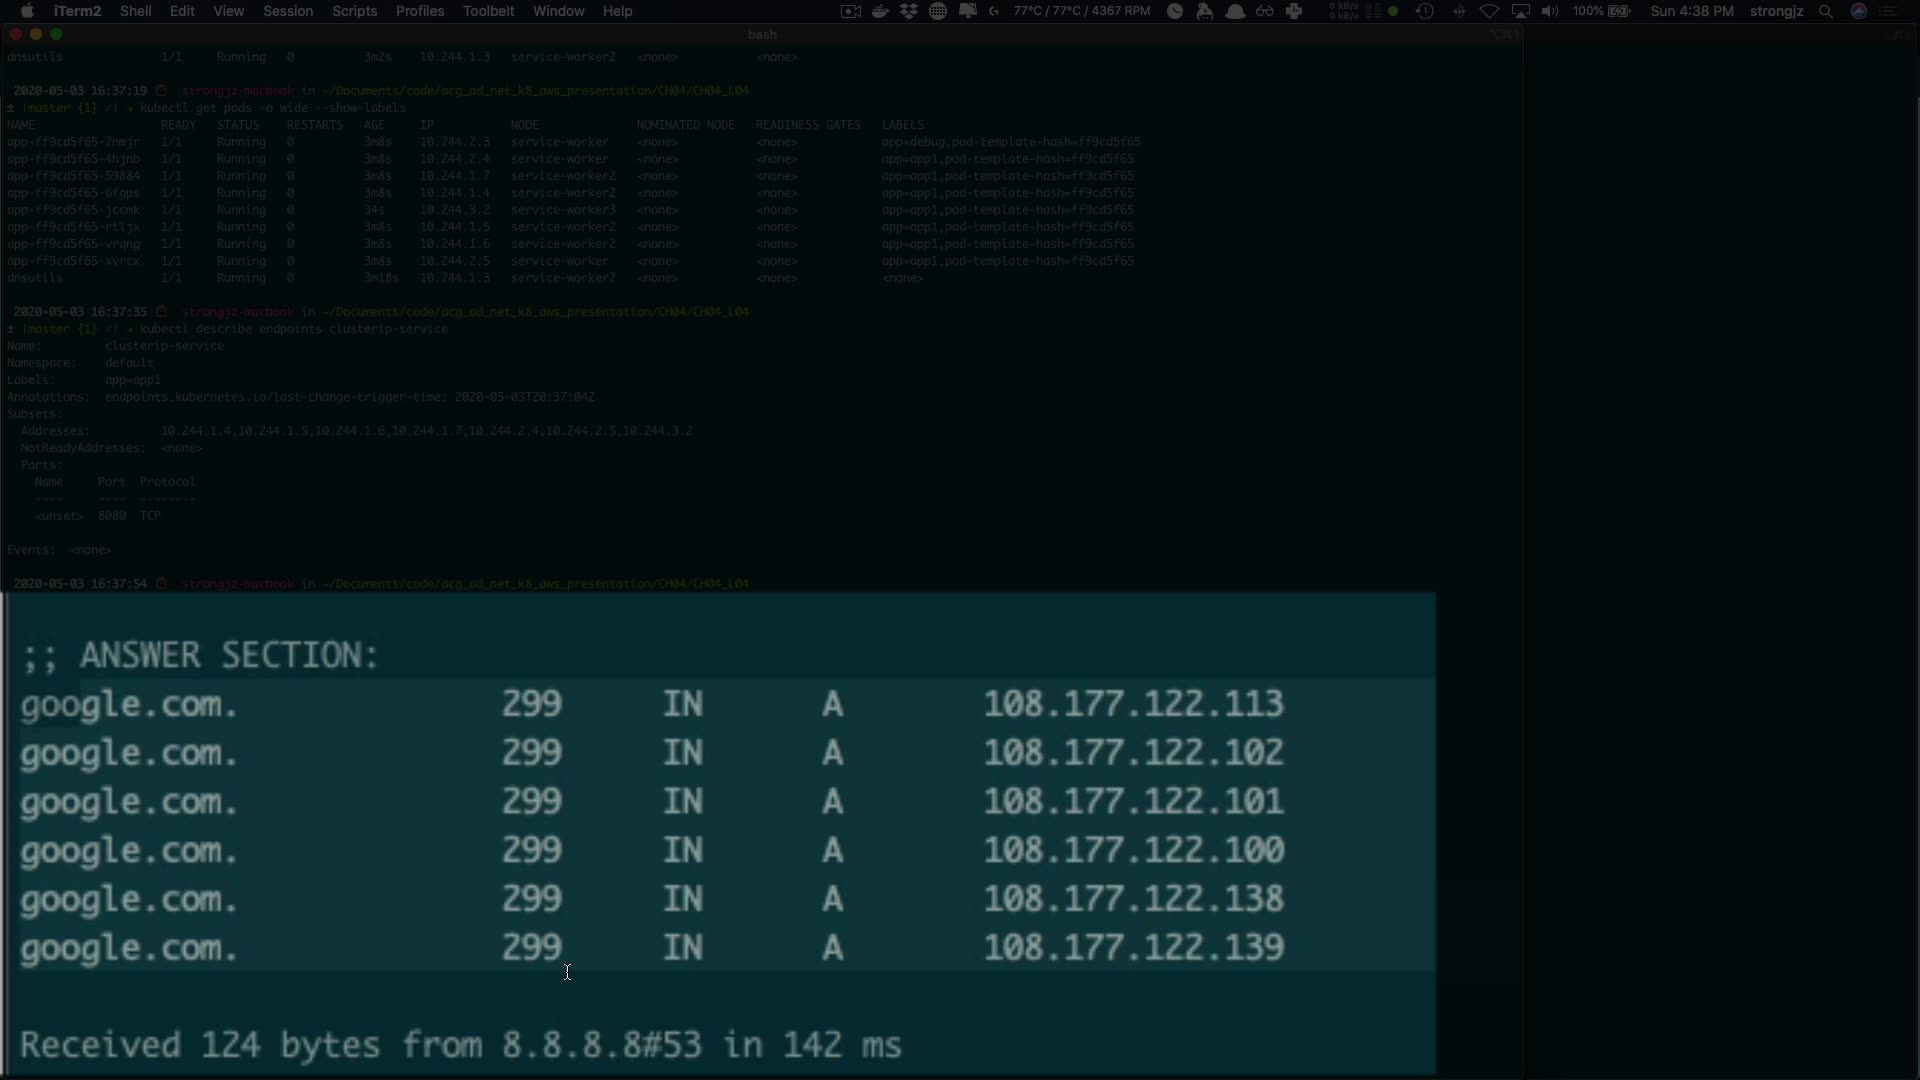 iTerm2 Shell Edit View Session Scripts Profiles Toolbelt Window Help 77°C / 77°C / 4367 RPM 0 kB/s 0 kB/s 100% Sun 4:38 PM strongjz
bash
dnsutils 1/1 Running 0 3m2s 10.244.1.3 service-worker2 <none> <none>
2020-05-03 16:37:19 strongjz-macbook in ~/Documents/code/acg_ad_net_k8_aws_presentation/CH04/CH04_L04
± |master {1} ✓| → kubectl get pods -o wide --show-labels
NAME READY STATUS RESTARTS AGE IP NODE NOMINATED NODE READINESS GATES LABELS
app-ff9cd5f65-2nmjr 1/1 Running 0 3m8s 10.244.2.3 service-worker <none> <none> app=debug,pod-template-hash=ff9cd5f65
app-ff9cd5f65-4hjnb 1/1 Running 0 3m8s 10.244.2.4 service-worker <none> <none> app=app1,pod-template-hash=ff9cd5f65
app-ff9cd5f65-59884 1/1 Running 0 3m8s 10.244.1.7 service-worker2 <none> <none> app=app1,pod-template-hash=ff9cd5f65
app-ff9cd5f65-6fgps 1/1 Running 0 3m8s 10.244.1.4 service-worker2 <none> <none> app=app1,pod-template-hash=ff9cd5f65
app-ff9cd5f65-jccmk 1/1 Running 0 34s 10.244.3.2 service-worker3 <none> <none> app=app1,pod-template-hash=ff9cd5f65
app-ff9cd5f65-rtljx 1/1 Running 0 3m8s 10.244.1.5 service-worker2 <none> <none> app=app1,pod-template-hash=ff9cd5f65
app-ff9cd5f65-vrqng 1/1 Running 0 3m8s 10.244.1.6 service-worker2 <none> <none> app=app1,pod-template-hash=ff9cd5f65
app-ff9cd5f65-xvrcx 1/1 Running 0 3m8s 10.244.2.5 service-worker <none> <none> app=app1,pod-template-hash=ff9cd5f65
dnsutils 1/1 Running 0 3m18s 10.244.1.3 service-worker2 <none> <none> <none>
2020-05-03 16:37:35 strongjz-macbook in ~/Documents/code/acg_ad_net_k8_aws_presentation/CH04/CH04_L04
± |master {1} ✓| → kubectl describe endpoints clusterip-service
Name: clusterip-service
Namespace: default
Labels: app=app1
Annotations: endpoints.kubernetes.io/last-change-trigger-time: 2020-05-03T20:37:04Z
Subsets:
Addresses: 10.244.1.4,10.244.1.5,10.244.1.6,10.244.1.7,10.244.2.4,10.244.2.5,10.244.3.2
NotReadyAddresses: <none>
Ports:
Name Port Protocol
---- ---- --------
<unset> 8080 TCP
Events: <none>
2020-05-03 16:37:54 strongjz-macbook in ~/Documents/code/acg_ad_net_k8_aws_presentation/CH04/CH04_L04
;; ANSWER SECTION:
google.com. 299 IN A 108.177.122.113
google.com. 299 IN A 108.177.122.102
google.com. 299 IN A 108.177.122.101
google.com. 299 IN A 108.177.122.100
google.com. 299 IN A 108.177.122.138
google.com. 299 IN A 108.177.122.139
Received 124 bytes from 8.8.8.8#53 in 142 ms